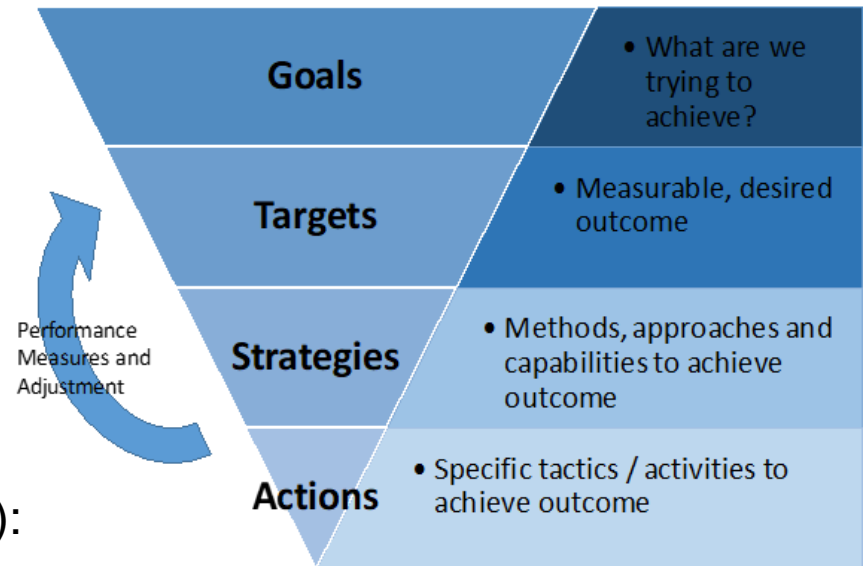 Goals
• What are we
trying to
achieve?
Targets
• Measurable, desired
outcome
Performance
Measures and
Adjustment
Strategies
• Methods, approaches and
capabilities to achieve
outcome
Actions
• Specific tactics / activities to
achieve outcome
):